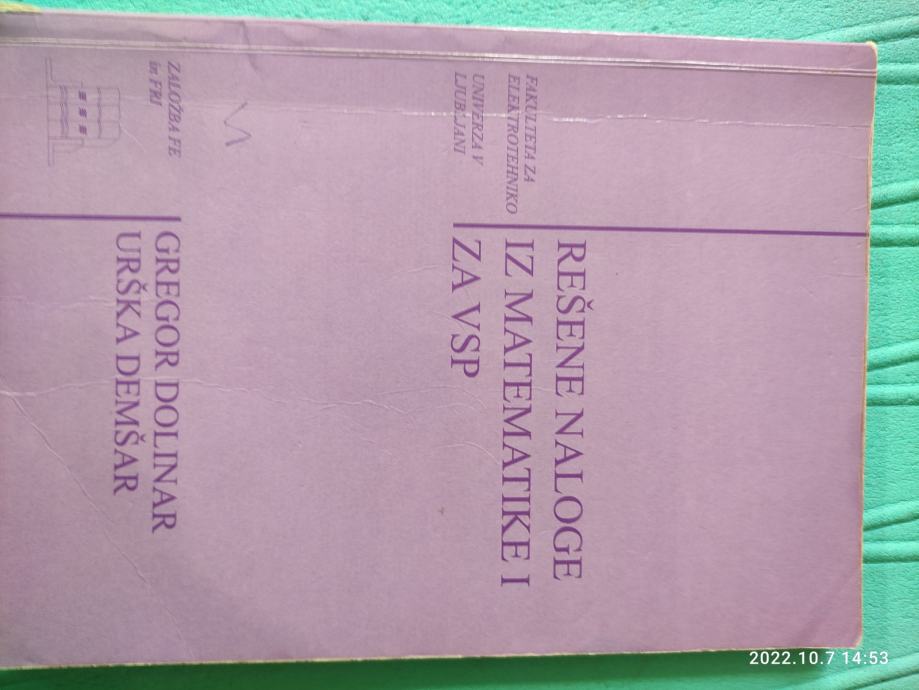 FAKULTETA ZA
ELEKTROTEHNIKO
UNIVERZA V
LJUBLJANI
REŠENE NALOGE
IZ MATEMATIKE I
ZA VSP
ZALOŽBA FE
in FRI
GREGOR DOLINAR
URŠKA DEMŠAR
2022.10.7 14:53